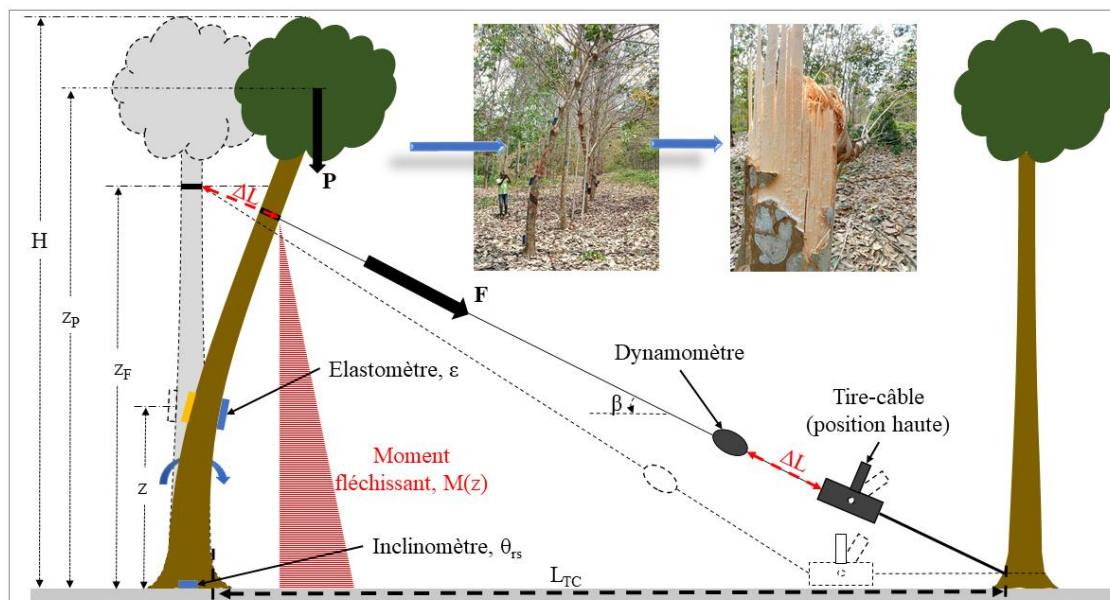 H
z_P
z_F
z
ΔL
P
F
Elastomètre, ε
β
Dynamomètre
Tire-câble
(position haute)
ΔL
Moment
fléchissant, M(z)
Inclinomètre, θ_rs
L_TC